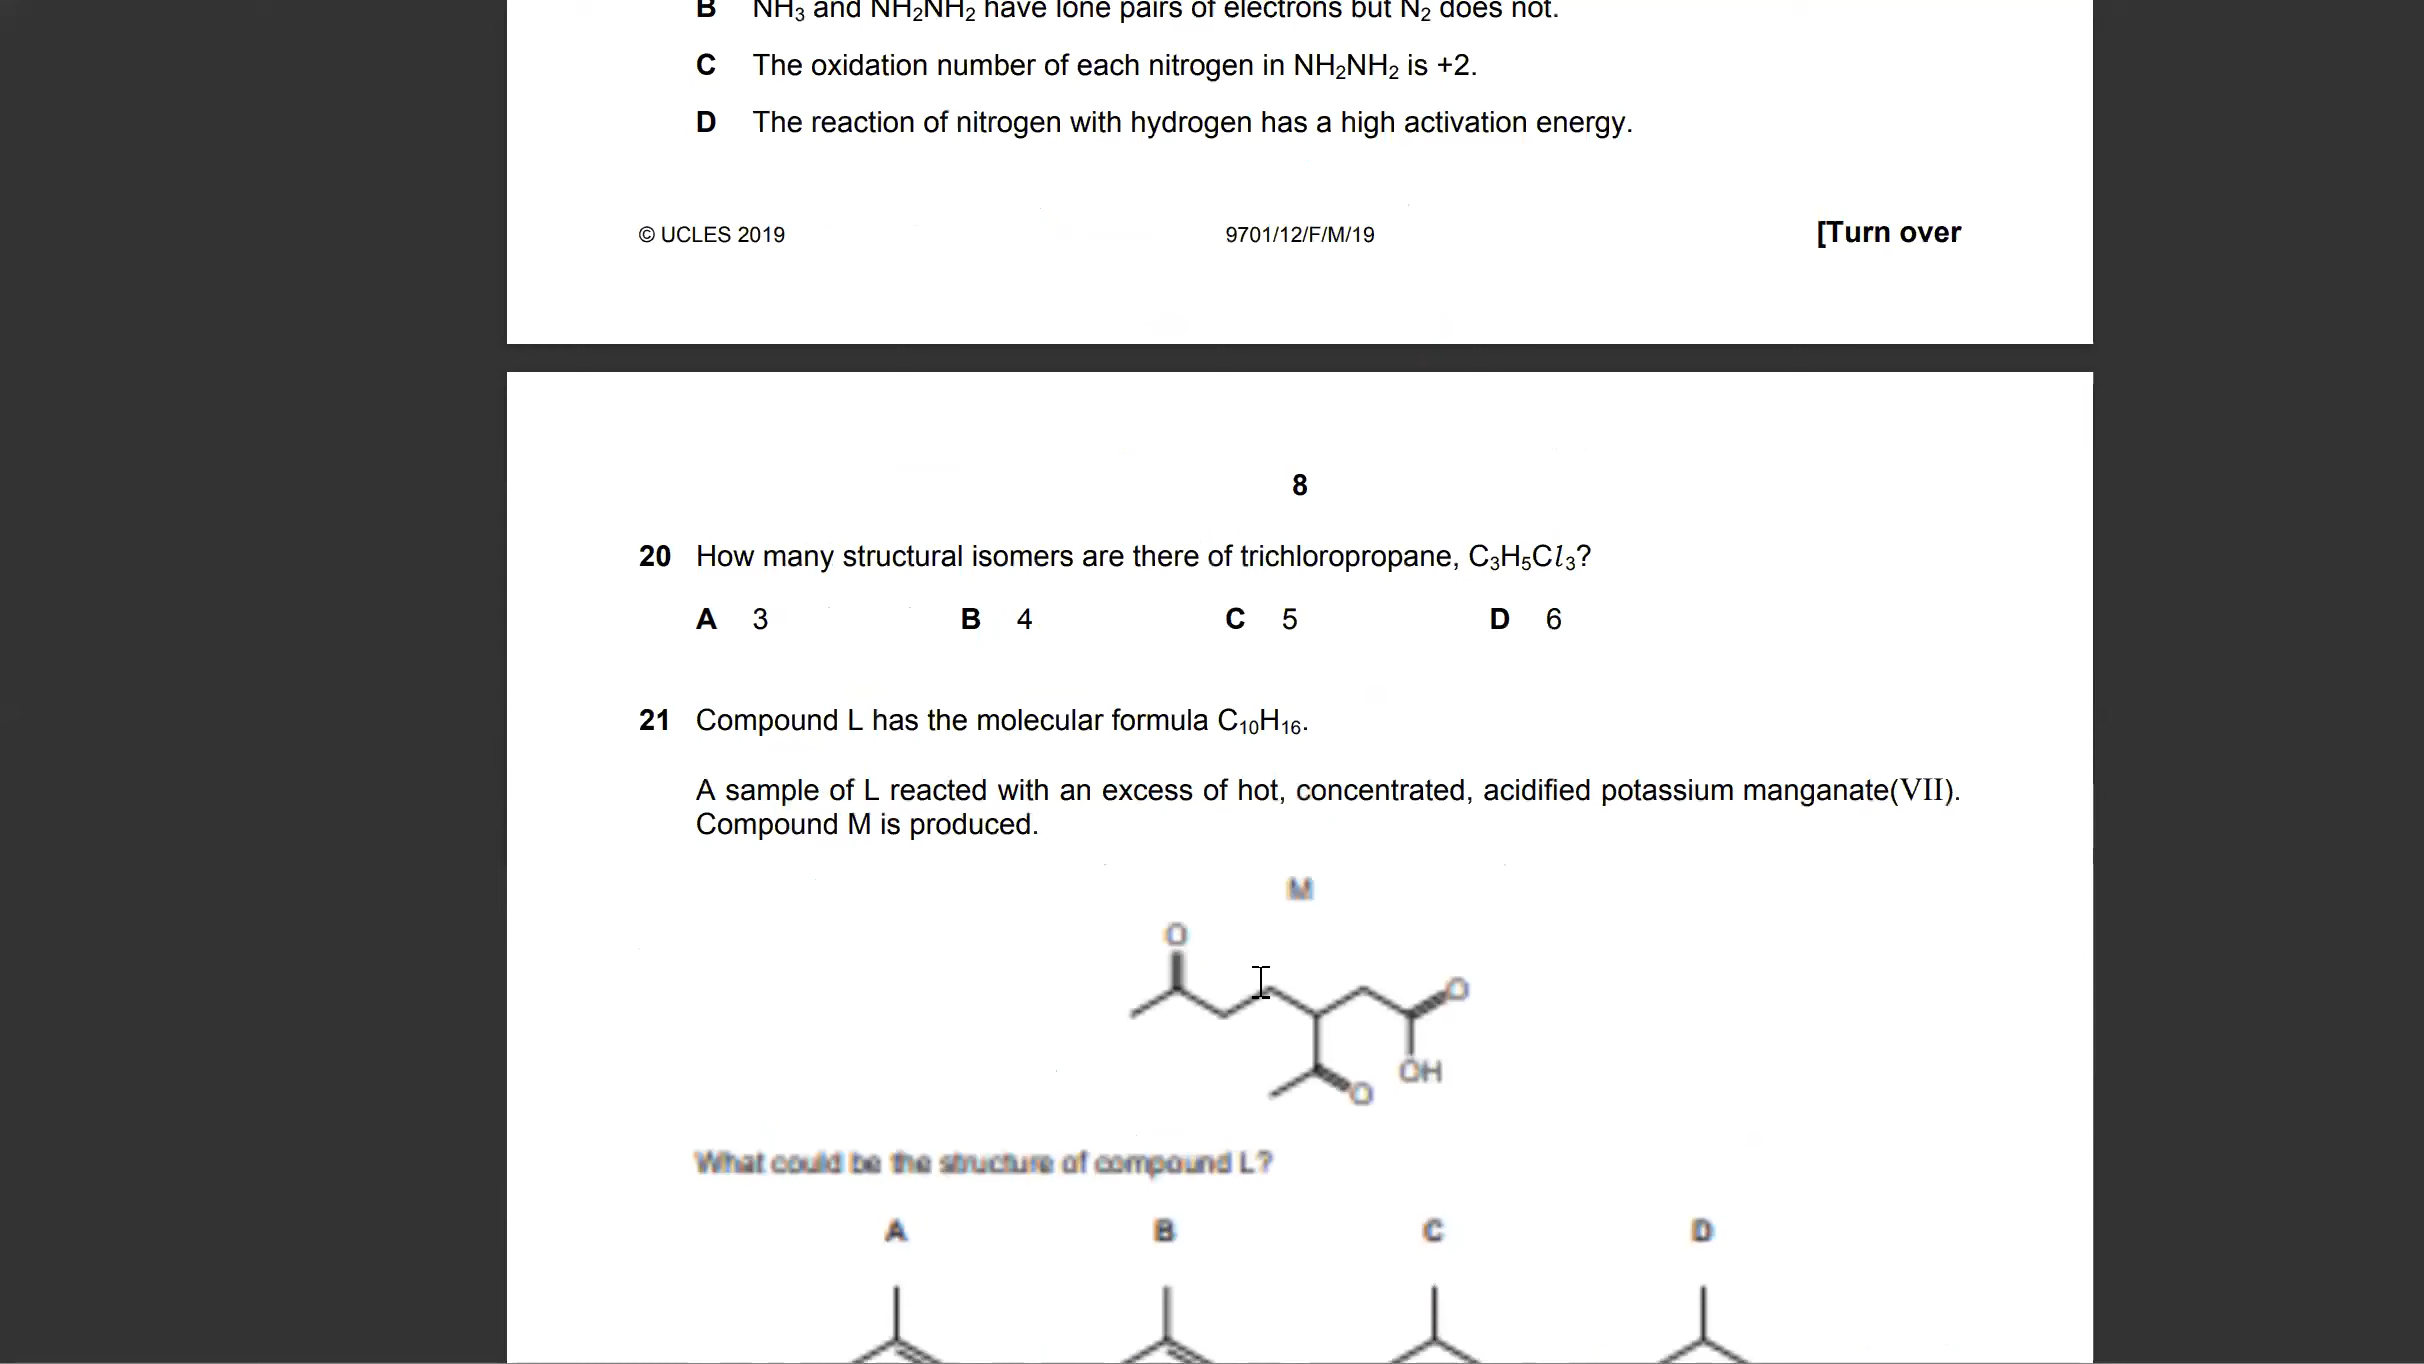 B NH₃ and NH₂NH₂ have lone pairs of electrons but N₂ does not.
C The oxidation number of each nitrogen in NH₂NH₂ is +2.
D The reaction of nitrogen with hydrogen has a high activation energy.
© UCLES 2019 9701/12/F/M/19 [Turn over
8
20 How many structural isomers are there of trichloropropane, C₃H₅Cl₃?
A 3 B 4 C 5 D 6
21 Compound L has the molecular formula C₁₀H₁₆.
A sample of L reacted with an excess of hot, concentrated, acidified potassium manganate(VII).
Compound M is produced.
M
O
O
OH
O
What could be the structure of compound L?
A B C D